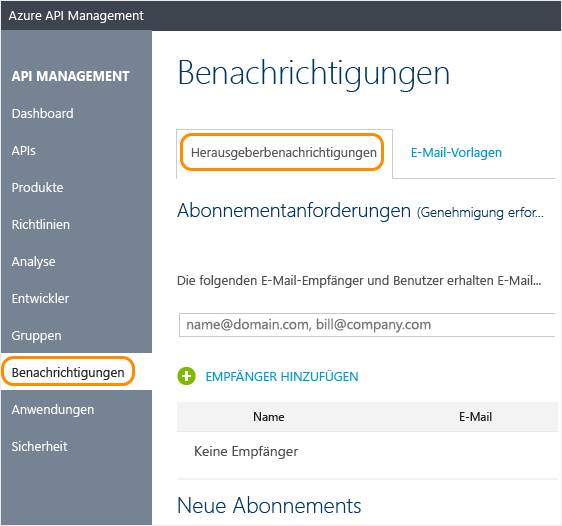 Azure API Management
API MANAGEMENT
Dashboard
APIs
Produkte
Richtlinien
Analyse
Entwickler
Gruppen
Benachrichtigungen
Anwendungen
Sicherheit
Benachrichtigungen
Herausgeberbenachrichtigungen
E-Mail-Vorlagen
Abonnementanforderungen (Genehmigung erfor...
Die folgenden E-Mail-Empfänger und Benutzer erhalten E-Mail...
name@domain.com, bill@company.com
EMPFÄNGER HINZUFÜGEN
Name E-Mail
Keine Empfänger
Neue Abonnements